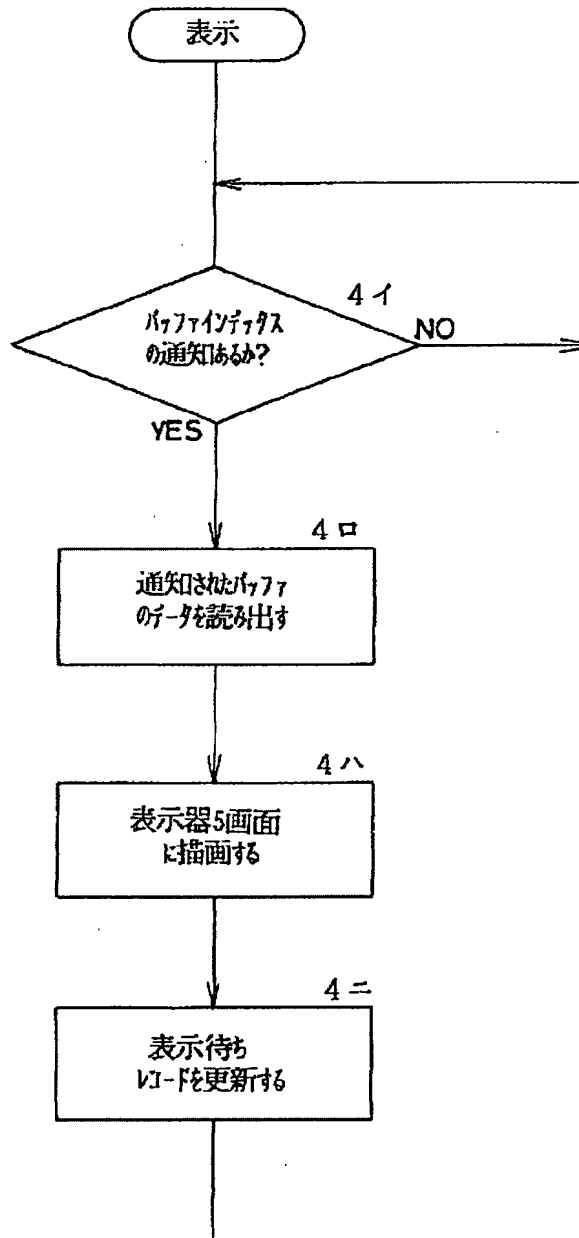 表示
4イ
バッファインデックス
の通知あるか?
NO
YES
4ロ
通知されたバッファ
のデータを読み出す
4ハ
表示器5画面
に描画する
4ニ
表示待ち
レコードを更新する